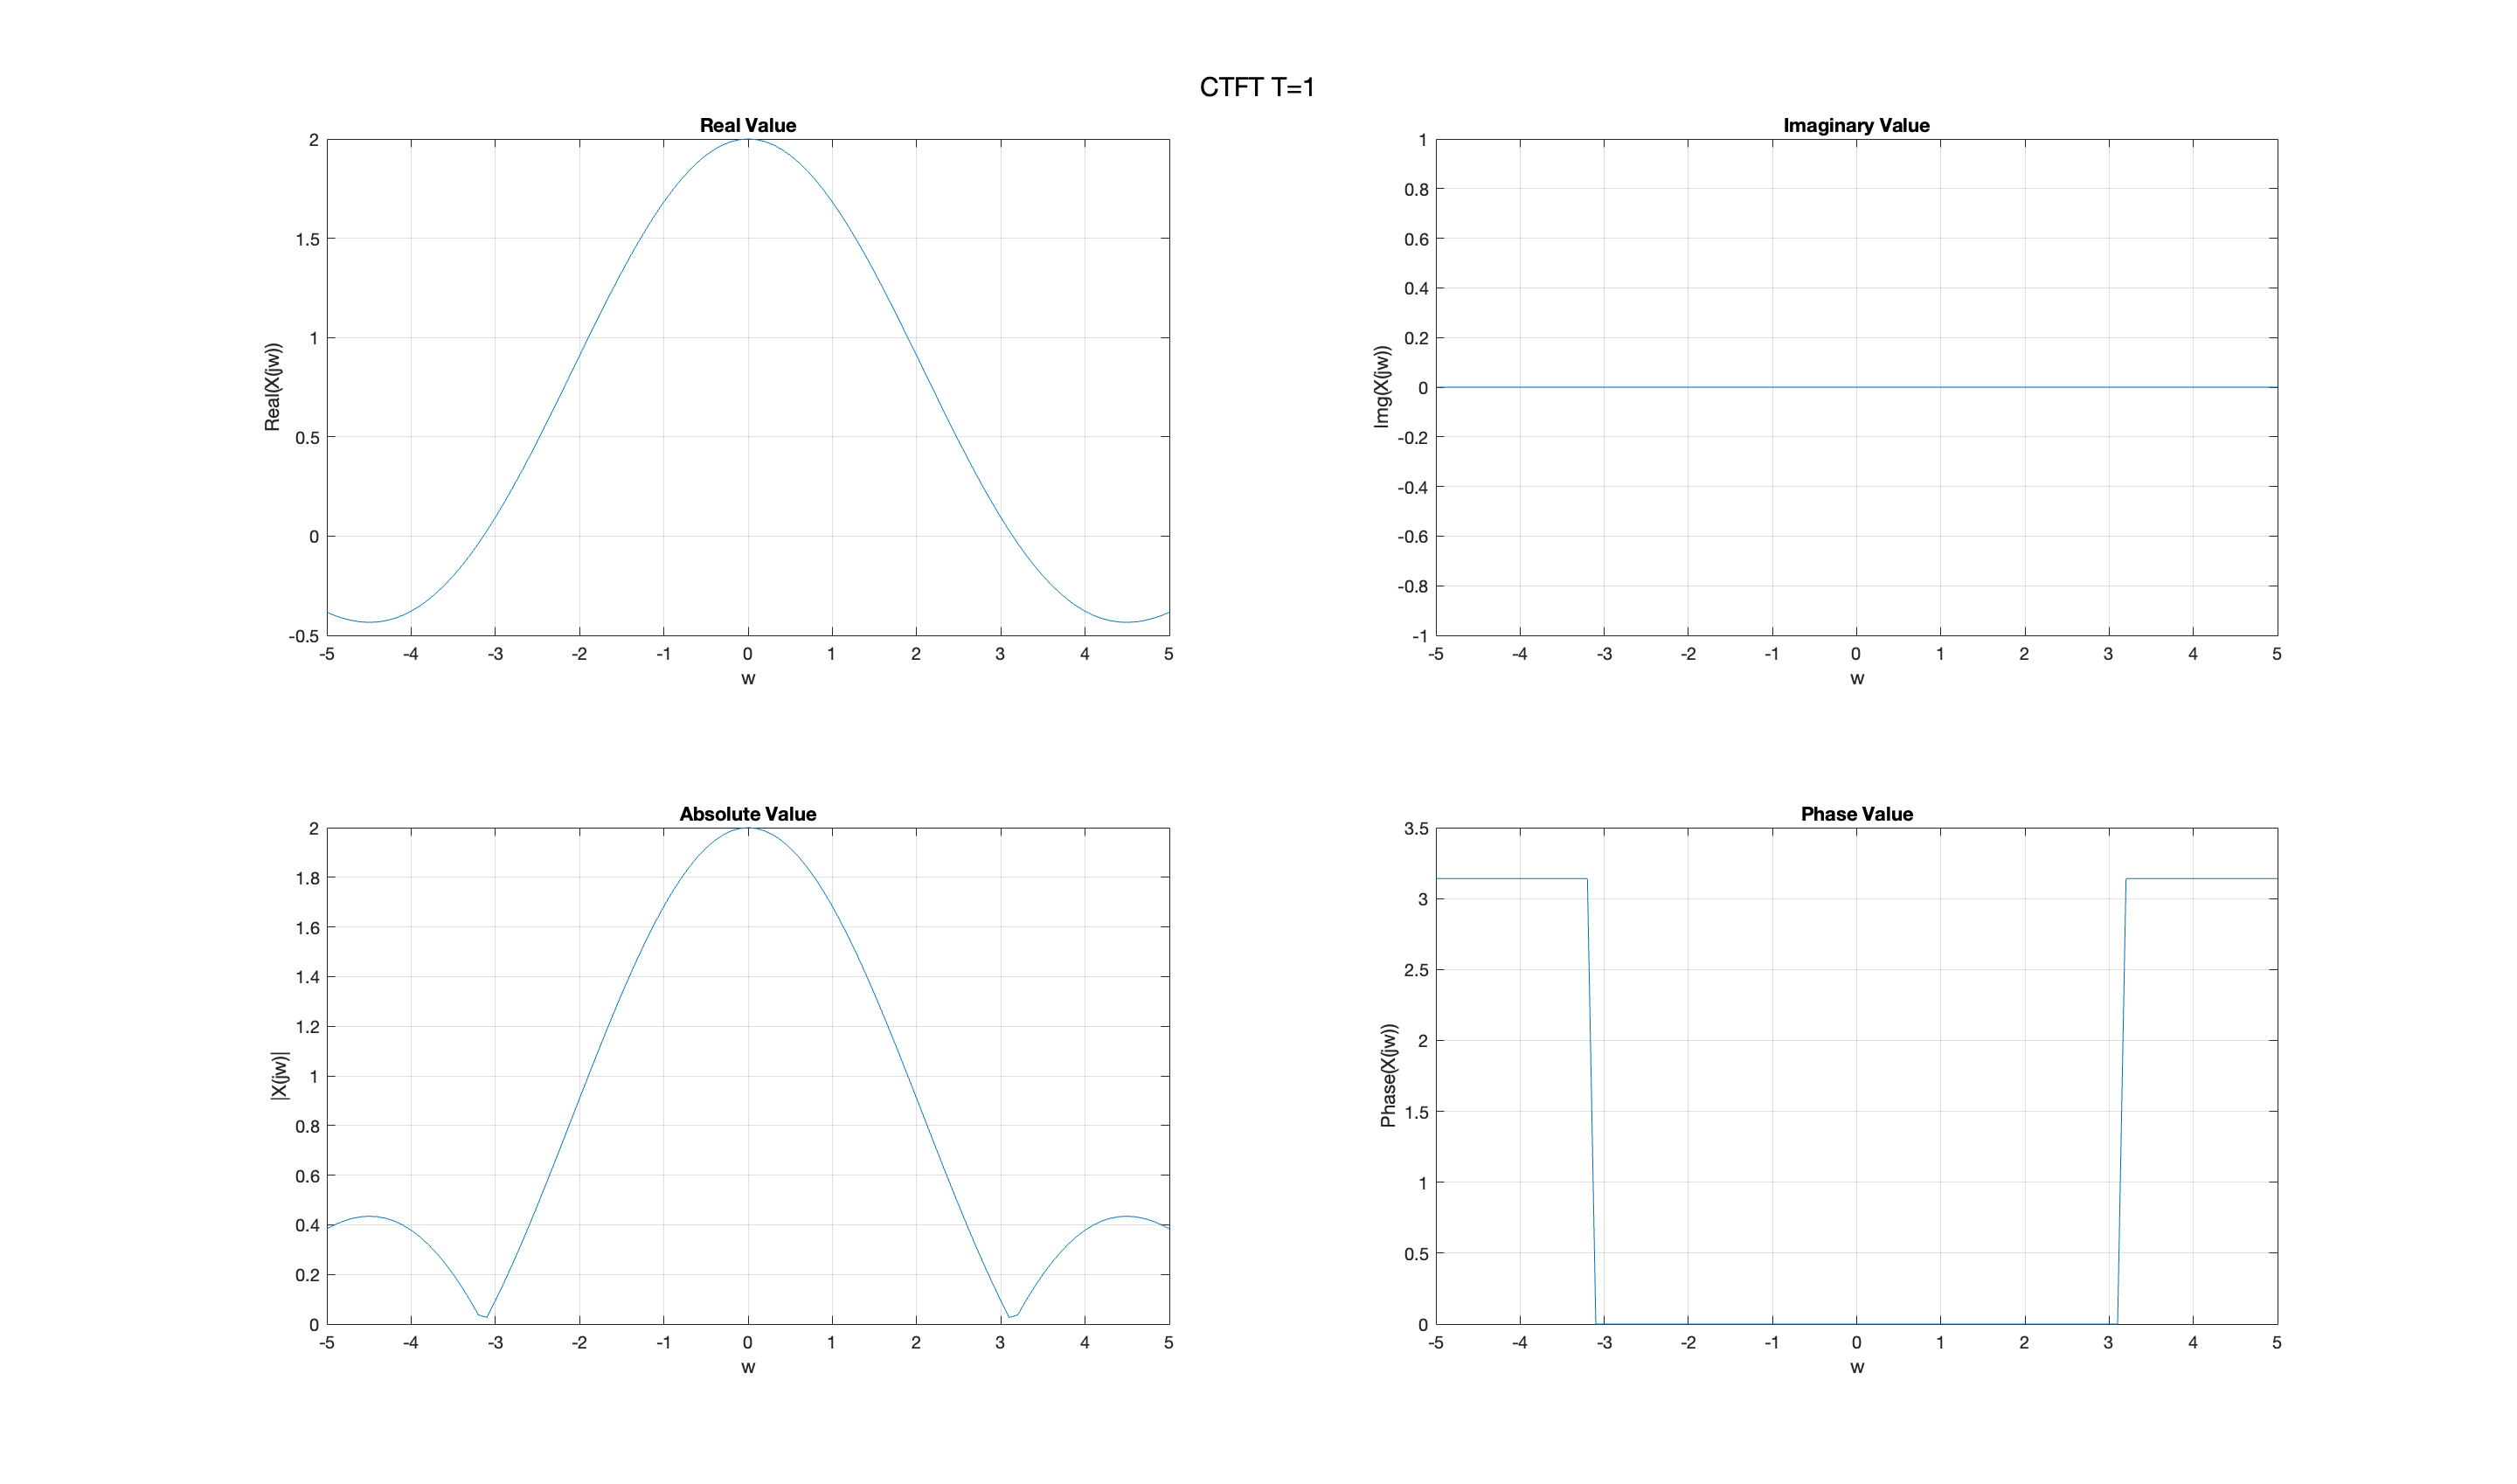 CTFT T=1
Real Value
2
1.5
1
0.5
0
-0.5
Real(X(jw))
-5 -4 -3 -2 -1 0 1 2 3 4 5
w
Imaginary Value
1
0.8
0.6
0.4
0.2
0
-0.2
-0.4
-0.6
-0.8
-1
Img(X(jw))
-5 -4 -3 -2 -1 0 1 2 3 4 5
w
Absolute Value
2
1.8
1.6
1.4
1.2
1
0.8
0.6
0.4
0.2
0
|X(jw)|
-5 -4 -3 -2 -1 0 1 2 3 4 5
w
Phase Value
3.5
3
2.5
2
1.5
1
0.5
0
Phase(X(jw))
-5 -4 -3 -2 -1 0 1 2 3 4 5
w